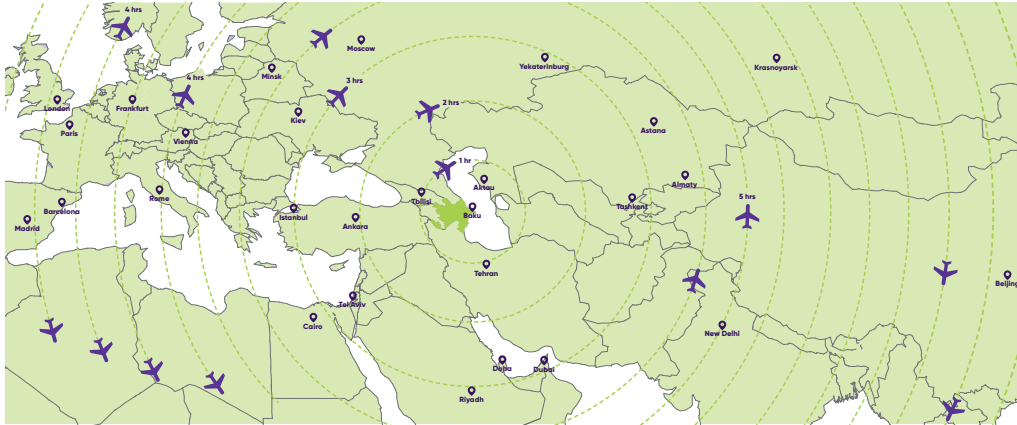 4 hrs
Moscow
Yekaterinburg
Krasnoyarsk
Minsk
4 hrs
3 hrs
London
Frankfurt
2 hrs
Kiev
Paris
Astana
Vienna
1 hr
Aktau
Almaty
Rome
Tbilisi
Tashkent
5 hrs
Barcelona
Istanbul
Baku
Madrid
Ankara
Tehran
Beijing
Tel Aviv
Cairo
New Delhi
Doha
Dubai
Riyadh